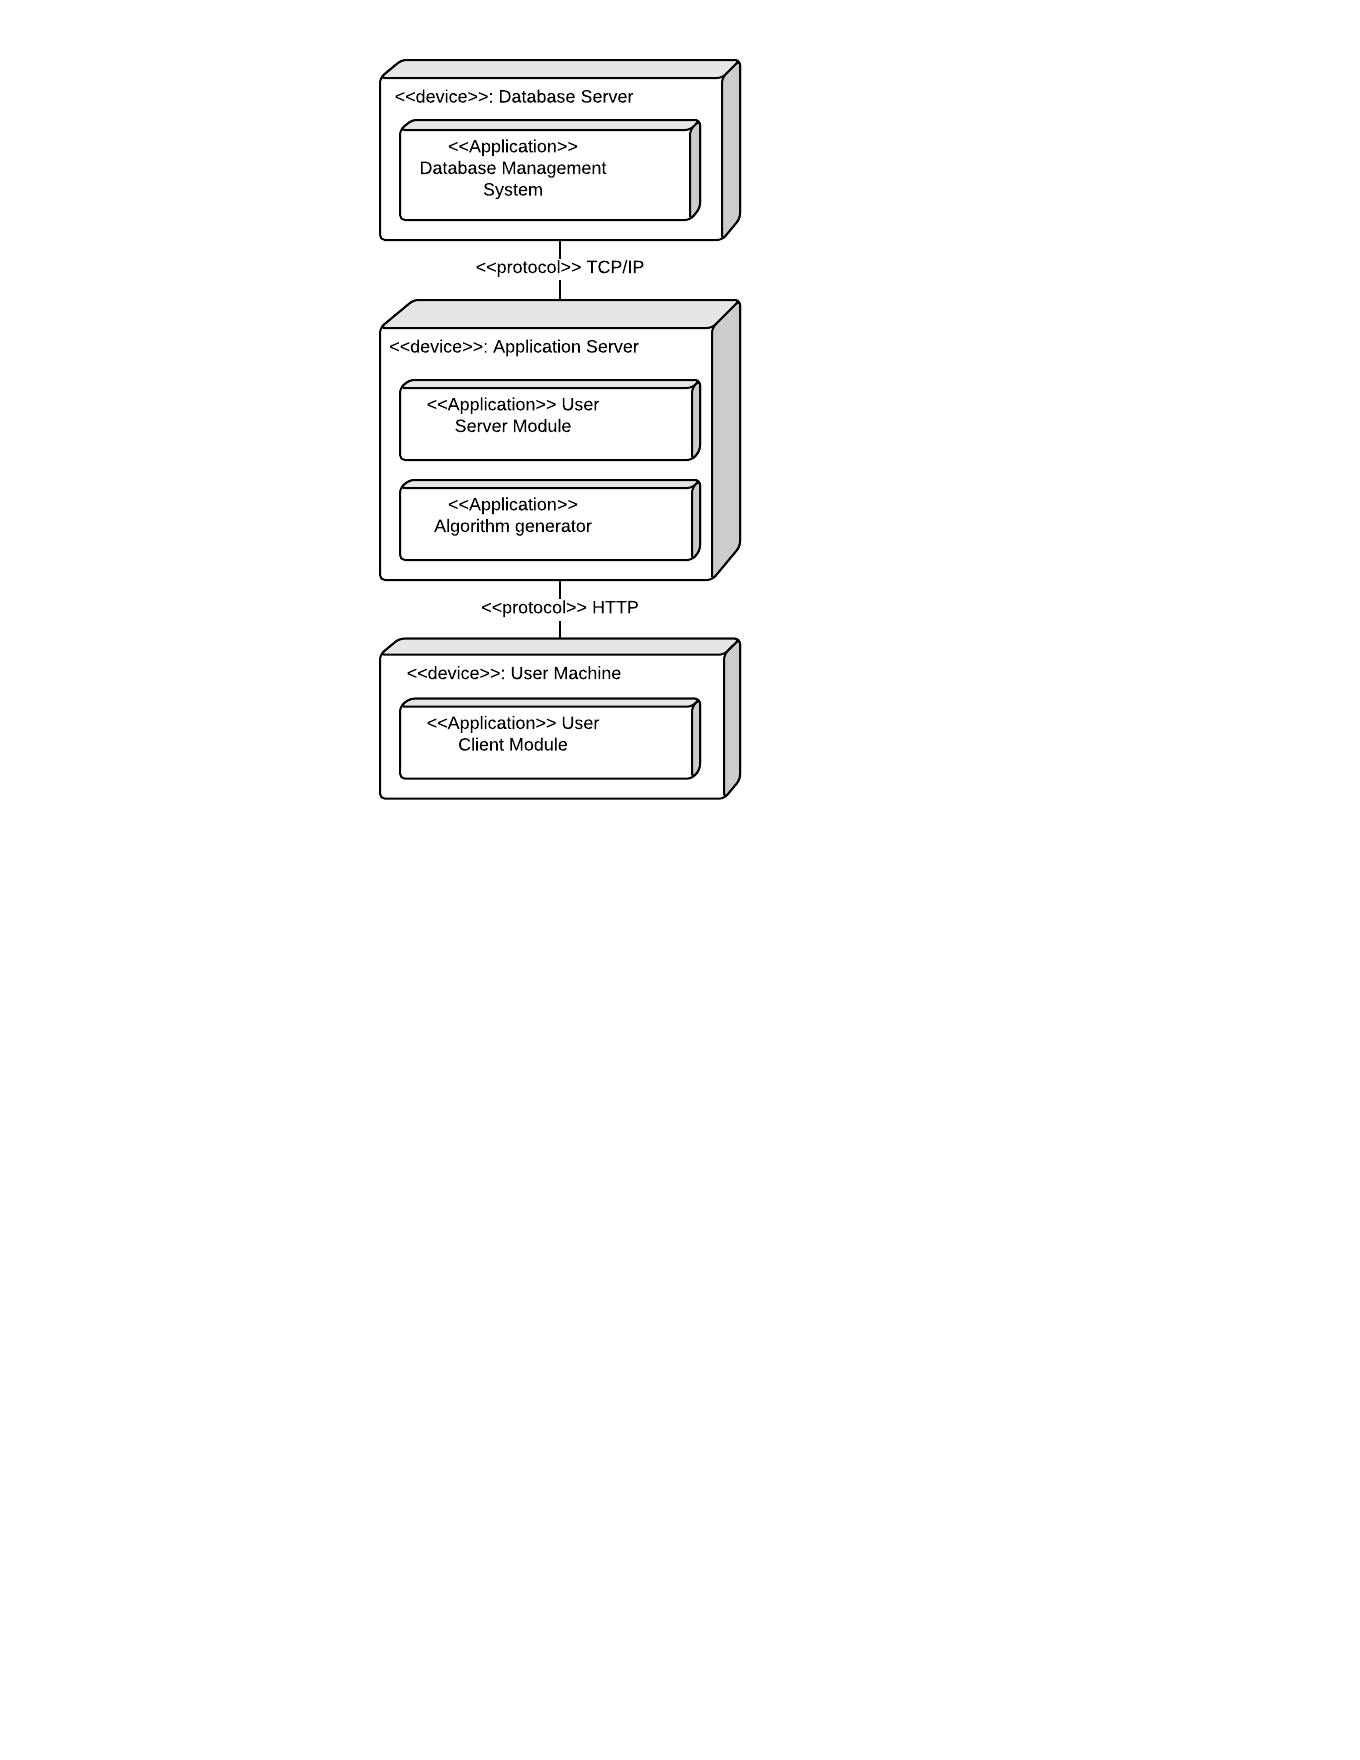 <<device>>: Database Server
<<Application>>
Database Management
System
<<protocol>> TCP/IP
<<device>>: Application Server
<<Application>> User
Server Module
<<Application>>
Algorithm generator
<<protocol>> HTTP
<<device>>: User Machine
<<Application>> User
Client Module